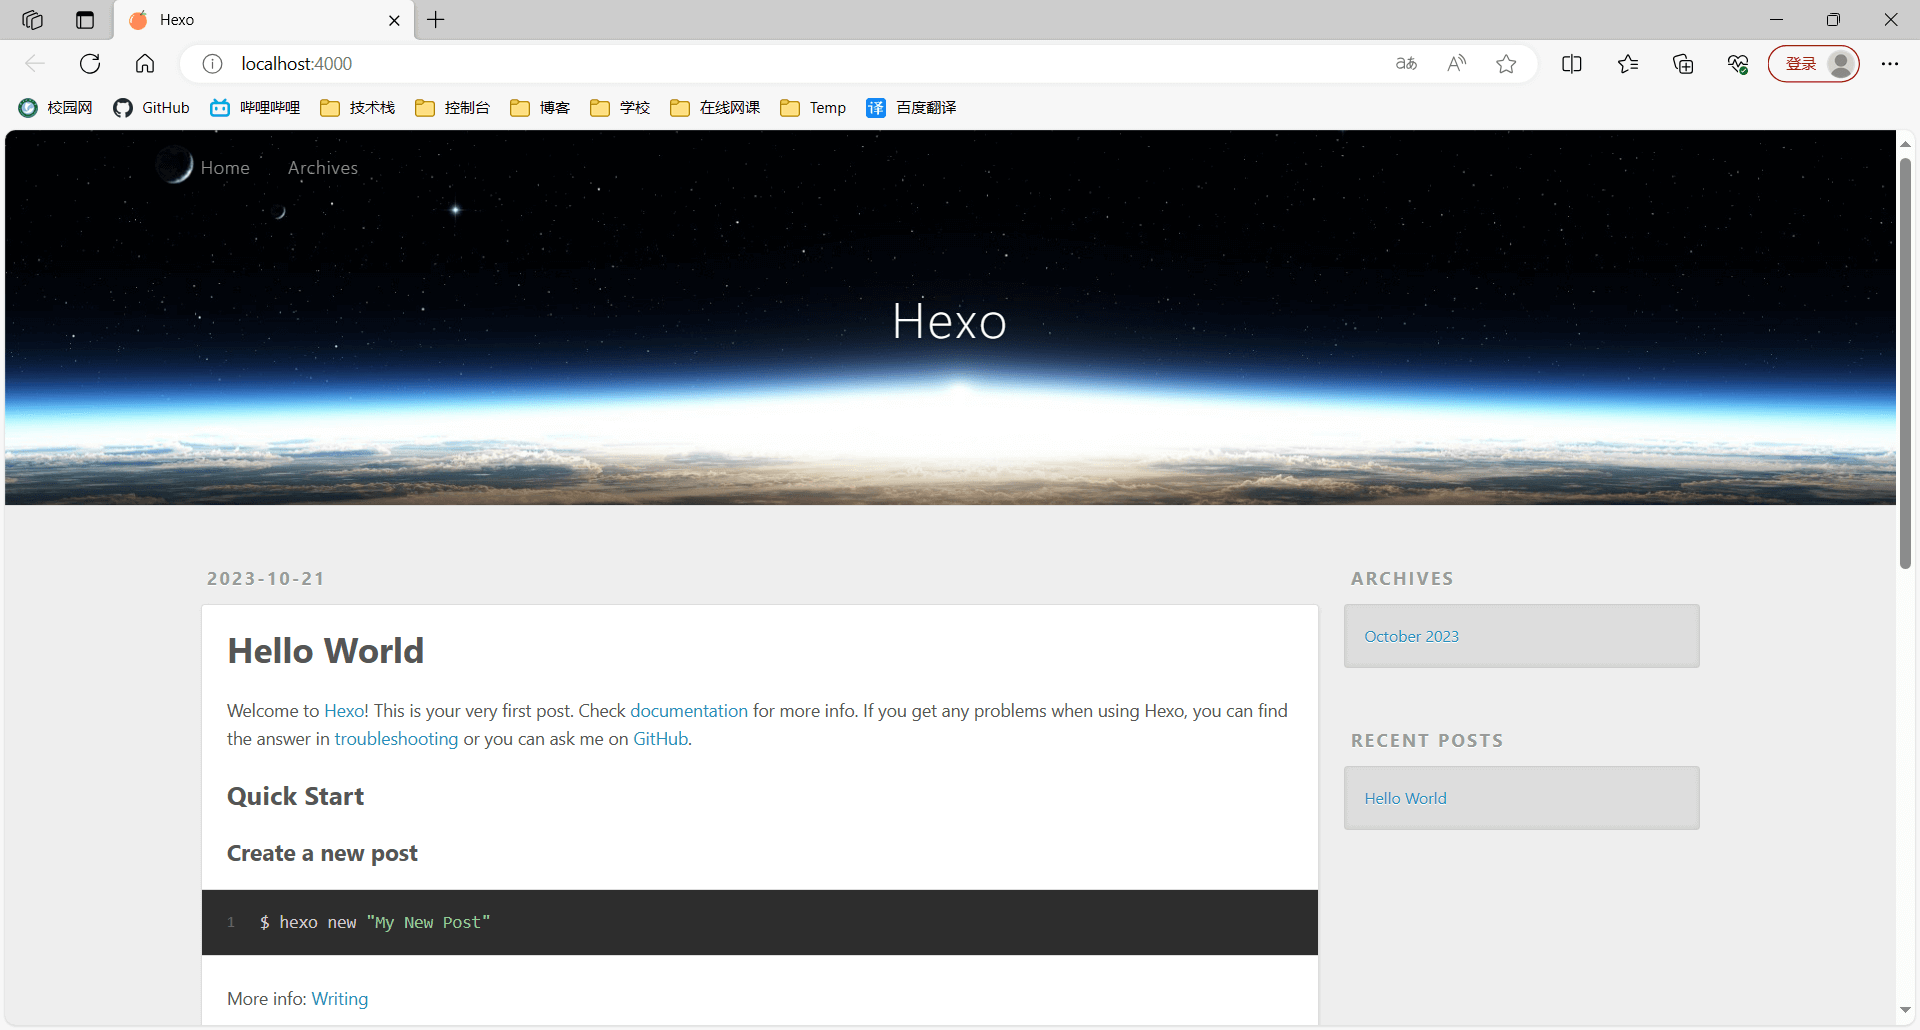 Hexo
localhost:4000
aあ
登录
校园网 GitHub 哔哩哔哩 技术栈 控制台 博客 学校 在线网课 Temp 译 百度翻译
Home Archives
Hexo
2023-10-21
Hello World
Welcome to Hexo! This is your very first post. Check documentation for more info. If you get any problems when using Hexo, you can find
the answer in troubleshooting or you can ask me on GitHub.
Quick Start
Create a new post
1 $ hexo new "My New Post"
More info: Writing
ARCHIVES
October 2023
RECENT POSTS
Hello World